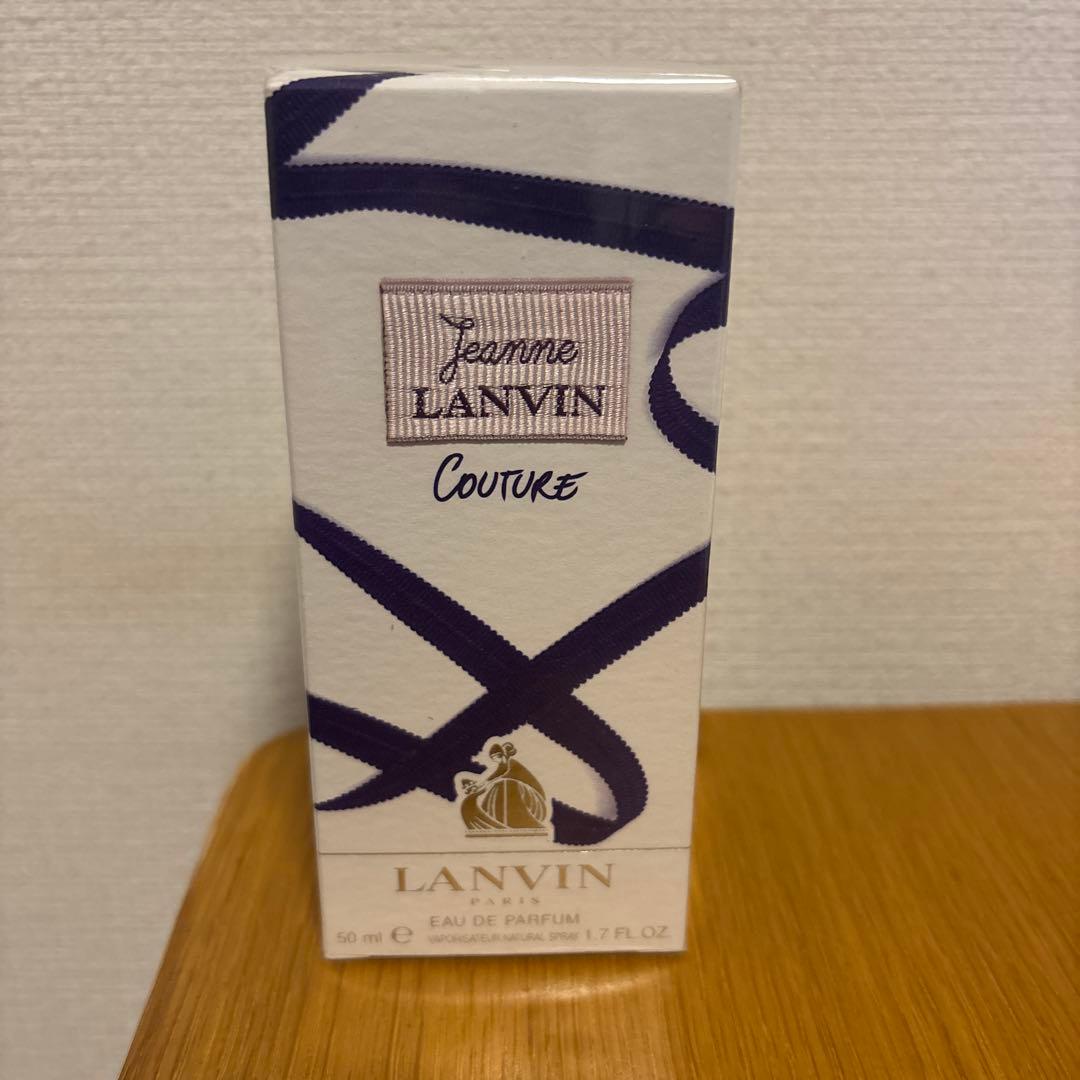 Jeanne
LANVIN
COUTURE
LANVIN
PARIS
EAU DE PARFUM
50 ml e VAPORISATEUR NATURAL SPRAY 1.7 FL.OZ.